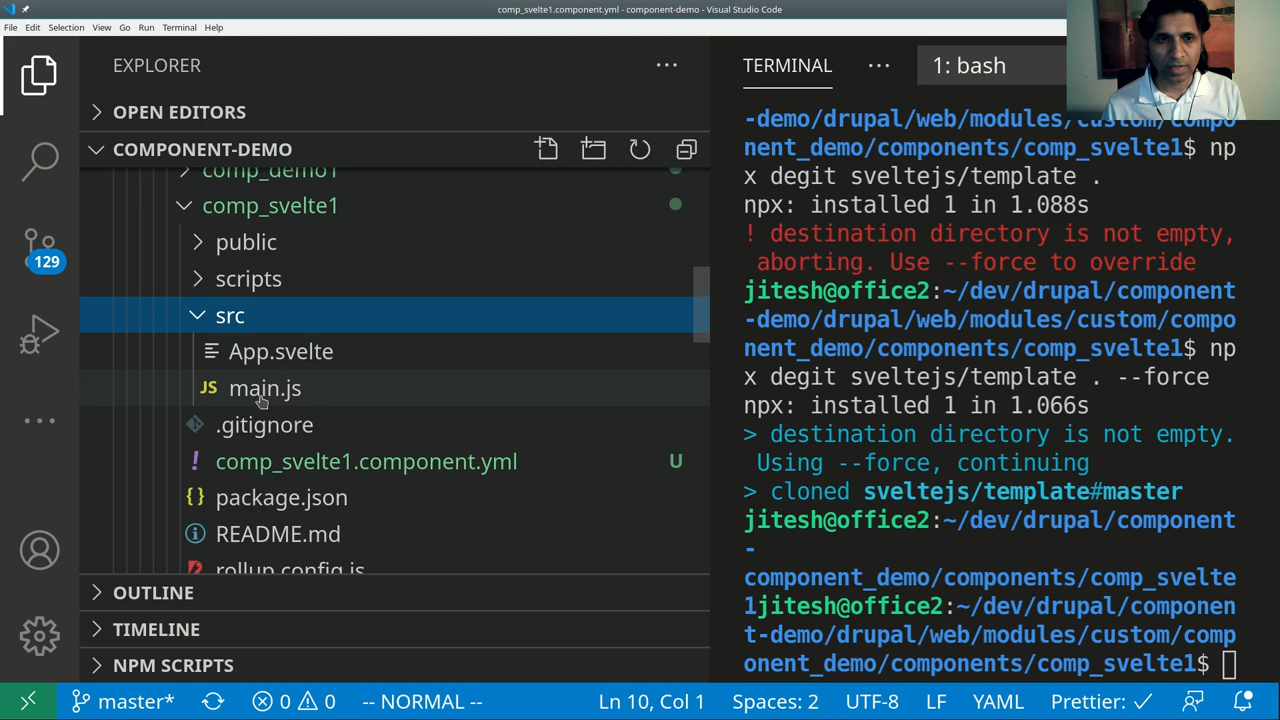 comp_svelte1.component.yml - component-demo - Visual Studio Code
File Edit Selection View Go Run Terminal Help
EXPLORER
OPEN EDITORS
COMPONENT-DEMO
comp_demo1
comp_svelte1
public
scripts
src
App.svelte
JS main.js
.gitignore
! comp_svelte1.component.yml U
{} package.json
README.md
rollup.config.js
OUTLINE
TIMELINE
NPM SCRIPTS
129
TERMINAL ··· 1: bash
-demo/drupal/web/modules/custom/compo
nent_demo/components/comp_svelte1$ np
x degit sveltejs/template .
npx: installed 1 in 1.088s
! destination directory is not empty,
aborting. Use --force to override
jitesh@office2:~/dev/drupal/component
-demo/drupal/web/modules/custom/compo
nent_demo/components/comp_svelte1$ np
x degit sveltejs/template . --force
npx: installed 1 in 1.066s
> destination directory is not empty.
Using --force, continuing
> cloned sveltejs/template#master
jitesh@office2:~/dev/drupal/component
-
component_demo/components/comp_svelte
1jitesh@office2:~/dev/drupal/componen
t-demo/drupal/web/modules/custom/comp
onent_demo/components/comp_svelte1$
master* 0 0 -- NORMAL -- Ln 10, Col 1 Spaces: 2 UTF-8 LF YAML Prettier: ✓